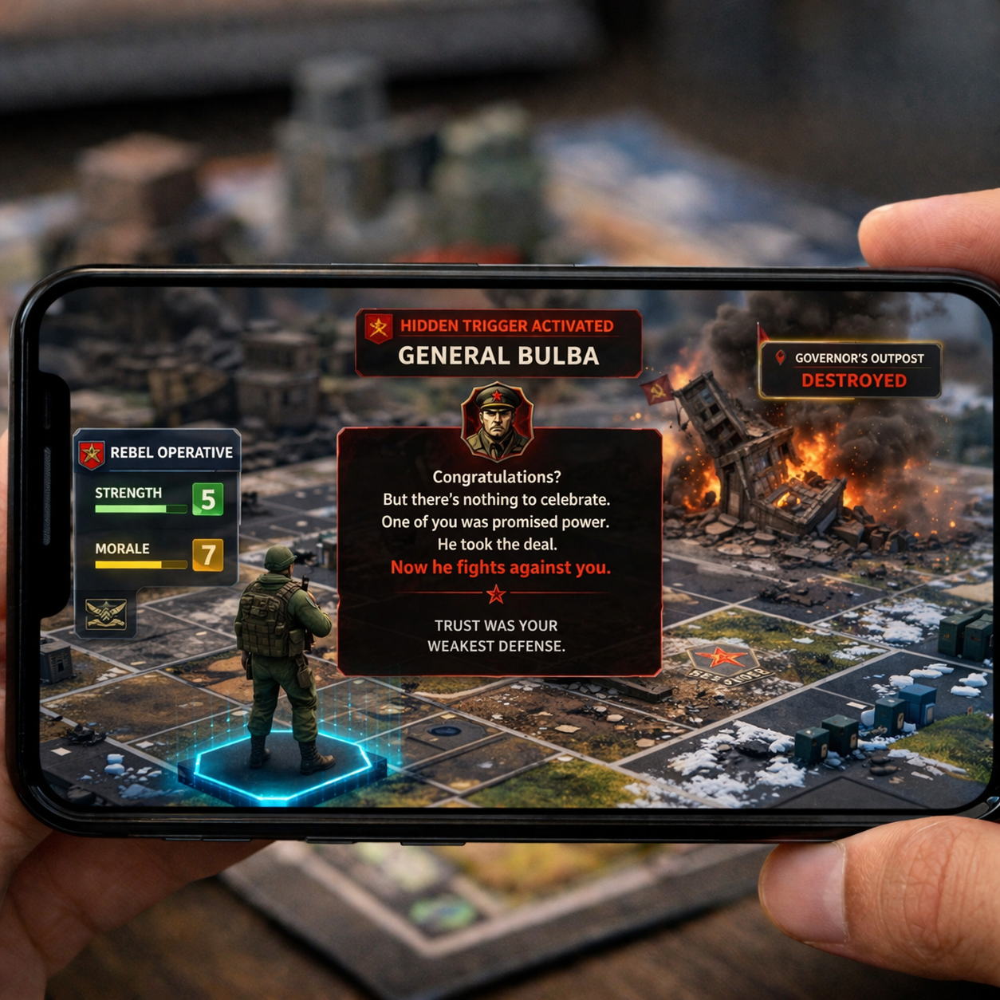 HIDDEN TRIGGER ACTIVATED
GENERAL BULBA
GOVERNOR'S OUTPOST
DESTROYED
REBEL OPERATIVE
STRENGTH 5
MORALE 7
Congratulations?
But there's nothing to celebrate.
One of you was promised power.
He took the deal.
Now he fights against you.
TRUST WAS YOUR
WEAKEST DEFENSE.